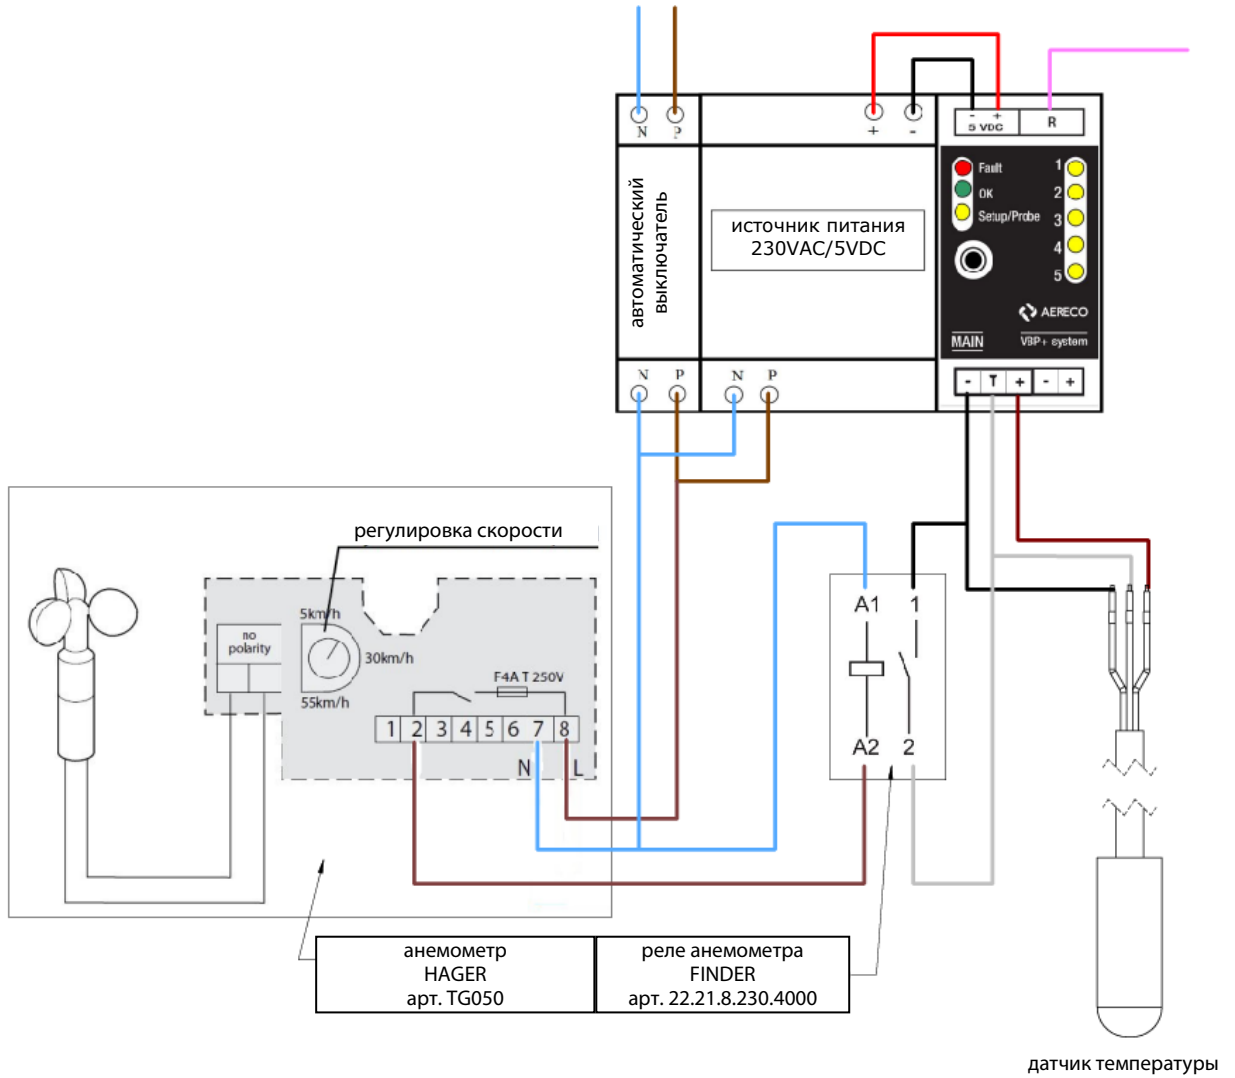 N P
+ -
- +
5 VDC
R
автоматический
выключатель
источник питания
230VAC/5VDC
Fault
OK
Setup/Probe
1
2
3
4
5
AERECO
MAIN
VBP+ system
N P
N P
- T + - +
регулировка скорости
no
polarity
5km/h
30km/h
55km/h
F4A T 250V
1 2 3 4 5 6 7 8
N L
A1 1
A2 2
анемометр
HAGER
арт. TG050
реле анемометра
FINDER
арт. 22.21.8.230.4000
датчик температуры